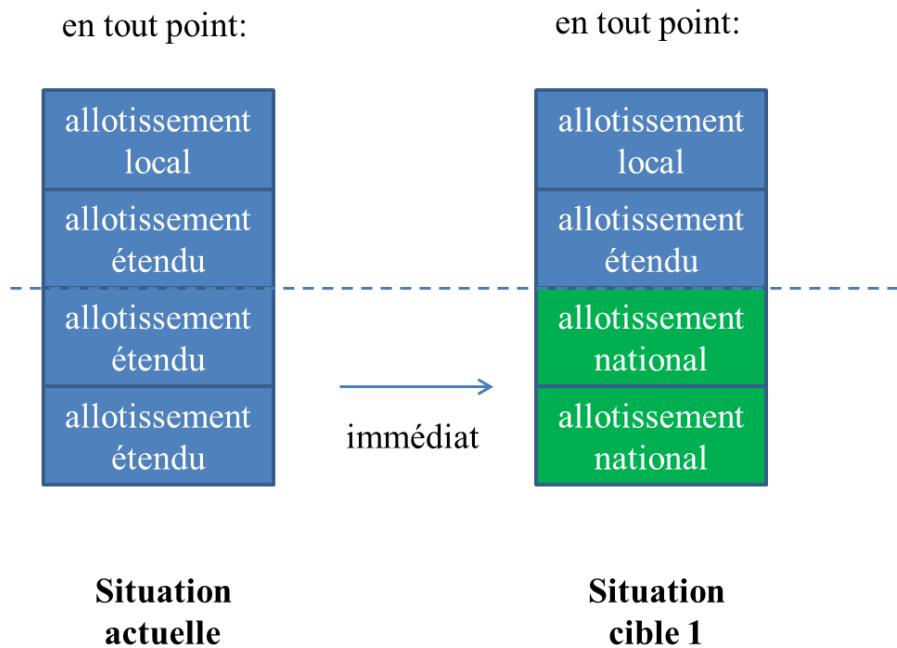 en tout point:
en tout point:
allotissement
local
allotissement
étendu
allotissement
étendu
allotissement
étendu
immédiat
allotissement
local
allotissement
étendu
allotissement
national
allotissement
national
Situation
actuelle
Situation
cible 1